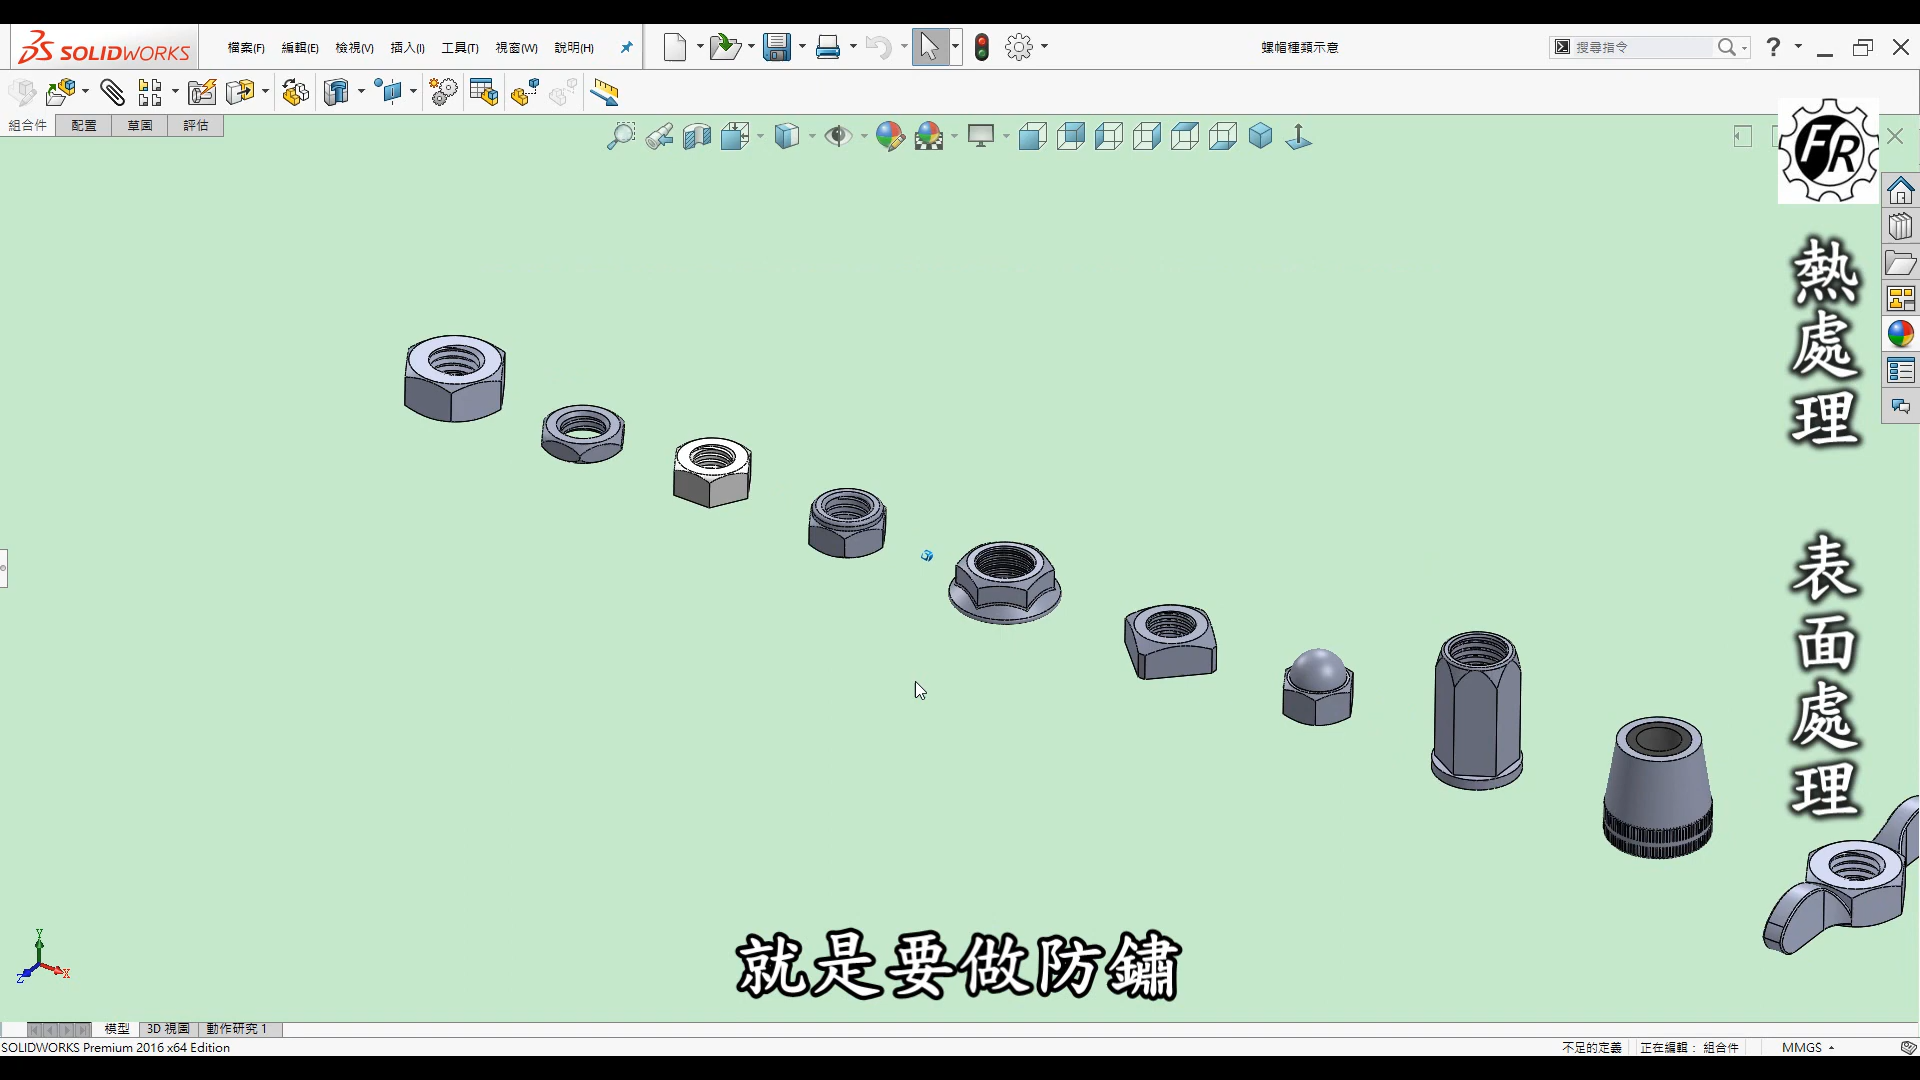 SOLIDWORKS
檔案(F) 編輯(E) 檢視(V) 插入(I) 工具(T) 視窗(W) 說明(H)
螺帽種類示意
搜尋指令
?
組合件 配置 草圖 評估
FR
熱處理
表面處理
就是要做防鏽
Y
X
Z
模型 3D 視圖 動作研究 1
SOLIDWORKS Premium 2016 x64 Edition
不足的定義 正在編輯: 組合件 MMGS